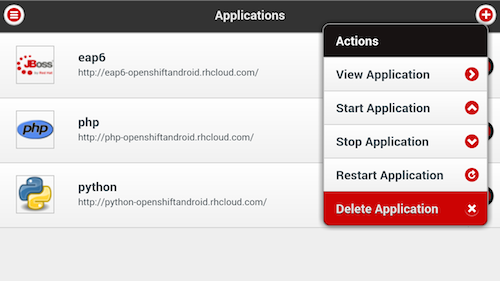 Applications
JBoss
by Red Hat
eap6
http://eap6-openshiftandroid.rhcloud.com/
php
php
http://php-openshiftandroid.rhcloud.com/
python
http://python-openshiftandroid.rhcloud.com/
Actions
View Application
Start Application
Stop Application
Restart Application
Delete Application